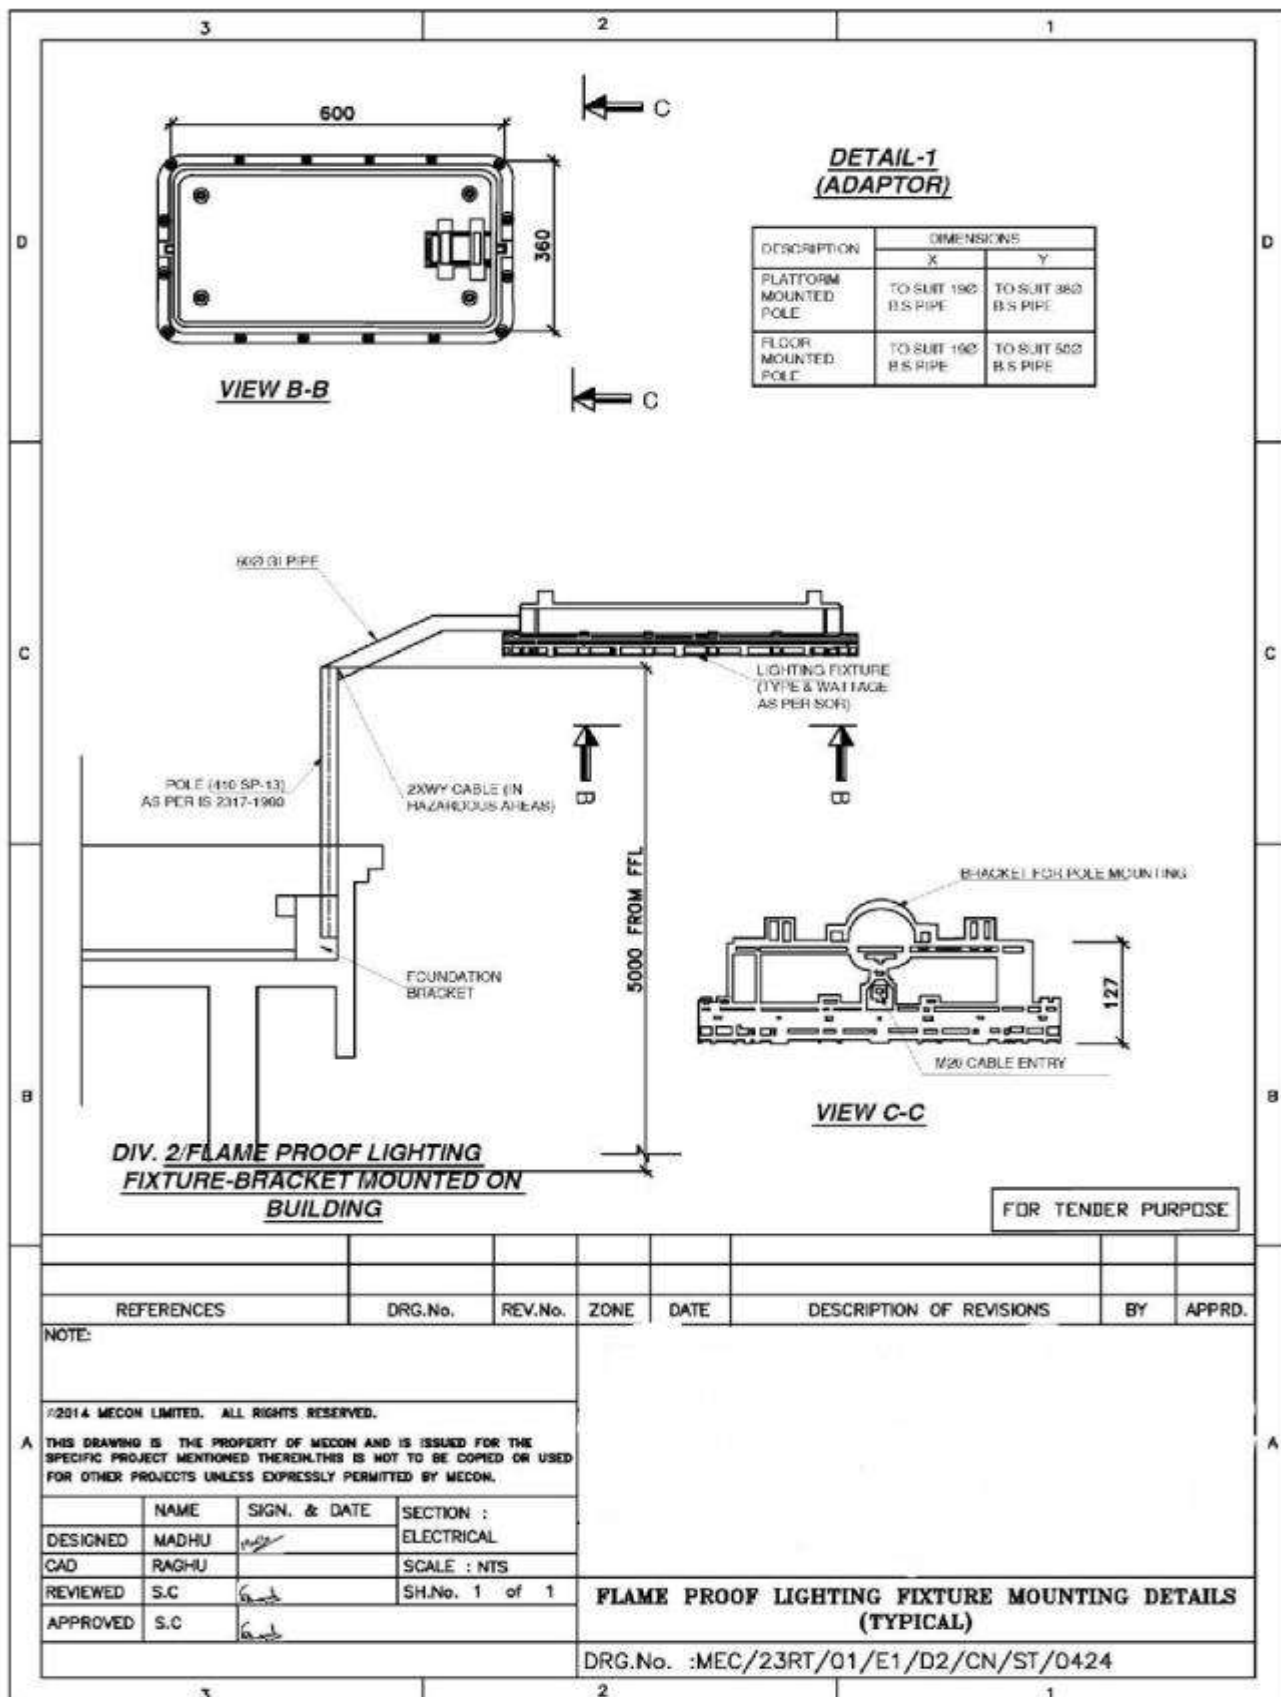 3 2 1
600
C
DETAIL-1
(ADAPTOR)
D
D
360
DESCRIPTION
DIMENSIONS
X
Y
PLATFORM
MOUNTED
POLE
TO SUIT 19Ø
B.S PIPE
TO SUIT 38Ø
B.S PIPE
FLOOR
MOUNTED
POLE
TO SUIT 19Ø
B.S PIPE
TO SUIT 50Ø
B.S PIPE
VIEW B-B
C
GI PIPE
C
C
LIGHTING FIXTURE
(TYPE & WATTAGE
AS PER SOR)
POLE (410 SP-13)
AS PER IS
2XWY CABLE (IN
HAZARDOUS AREAS)
B
B
5000 FROM FFL
BRACKET FOR POLE MOUNTING
FOUNDATION
BRACKET
127
M20 CABLE ENTRY
B
B
VIEW C-C
DIV. 2/FLAME PROOF LIGHTING
FIXTURE-BRACKET MOUNTED ON
BUILDING
FOR TENDER PURPOSE
REFERENCES DRG.No. REV.No. ZONE DATE DESCRIPTION OF REVISIONS BY APPRD.
NOTE:
©2014 MECON LIMITED. ALL RIGHTS RESERVED.
A
A
THIS DRAWING IS THE PROPERTY OF MECON AND IS ISSUED FOR THE
SPECIFIC PROJECT MENTIONED THEREIN.THIS IS NOT TO BE COPIED OR USED
FOR OTHER PROJECTS UNLESS EXPRESSLY PERMITTED BY MECON.
NAME SIGN. & DATE SECTION :
DESIGNED MADHU ELECTRICAL
CAD RAGHU SCALE : NTS
REVIEWED S.C SH.No. 1 of 1
APPROVED S.C
FLAME PROOF LIGHTING FIXTURE MOUNTING DETAILS
(TYPICAL)
DRG.No. :MEC/23RT/01/E1/D2/CN/ST/0424
3 2 1